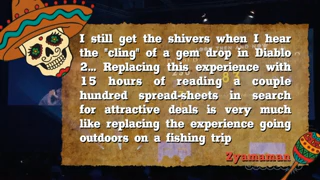 I still get the shivers when I hear
the "cling" of a gem drop in Diablo
2... Replacing this experience with
15 hours of reading a couple
hundred spread-sheets in search
for attractive deals is very much
like replacing the experience going
outdoors on a fishing trip
Zyamaman